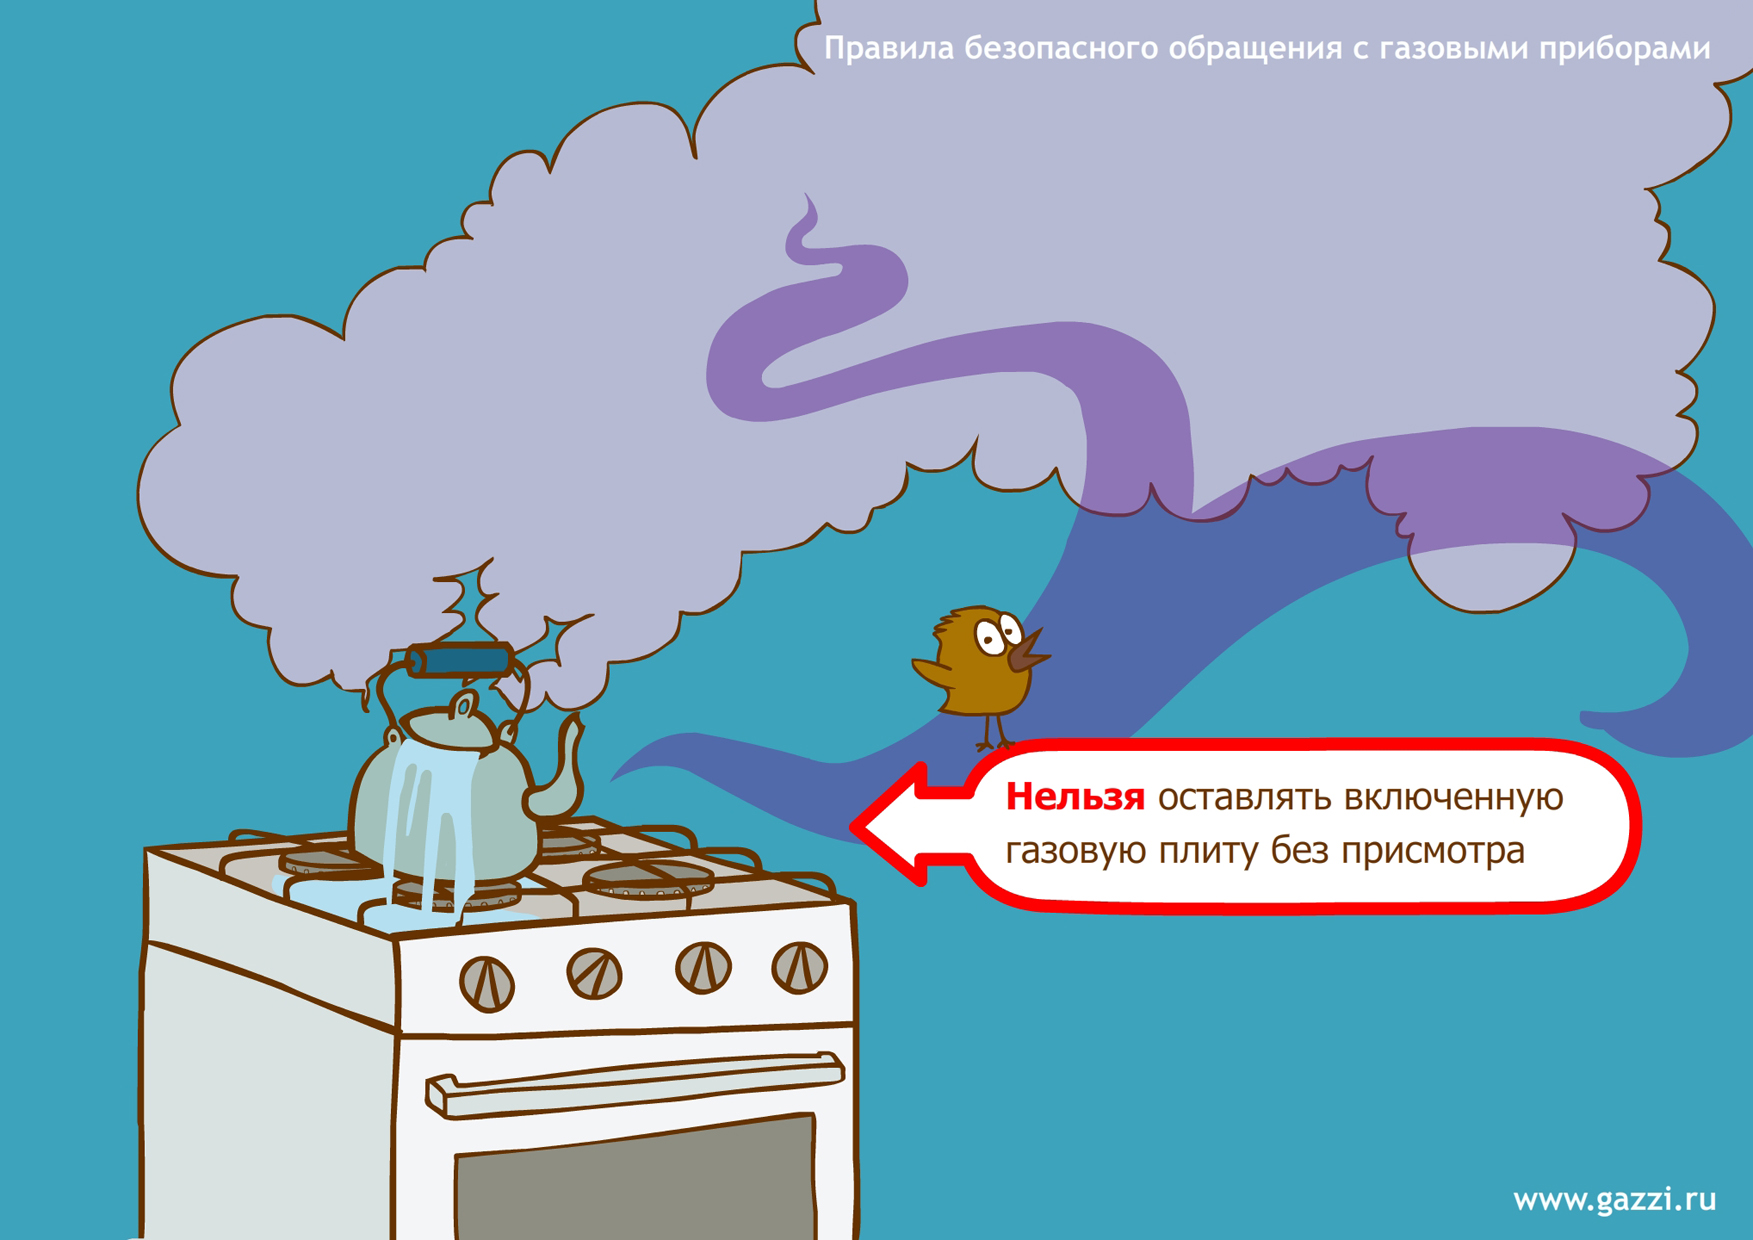 Правила безопасного обращения с газовыми приборами
Нельзя оставлять включенную
газовую плиту без присмотра
www.gazzi.ru